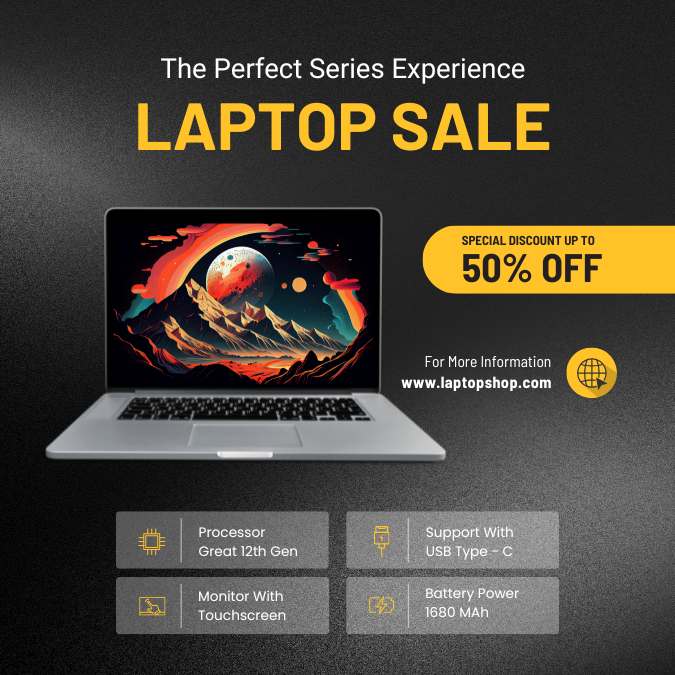 The Perfect Series Experience
LAPTOP SALE
SPECIAL DISCOUNT UP TO
50% OFF
For More Information
www.laptopshop.com
Processor
Great 12th Gen
Support With
USB Type - C
Monitor With
Touchscreen
Battery Power
1680 MAh